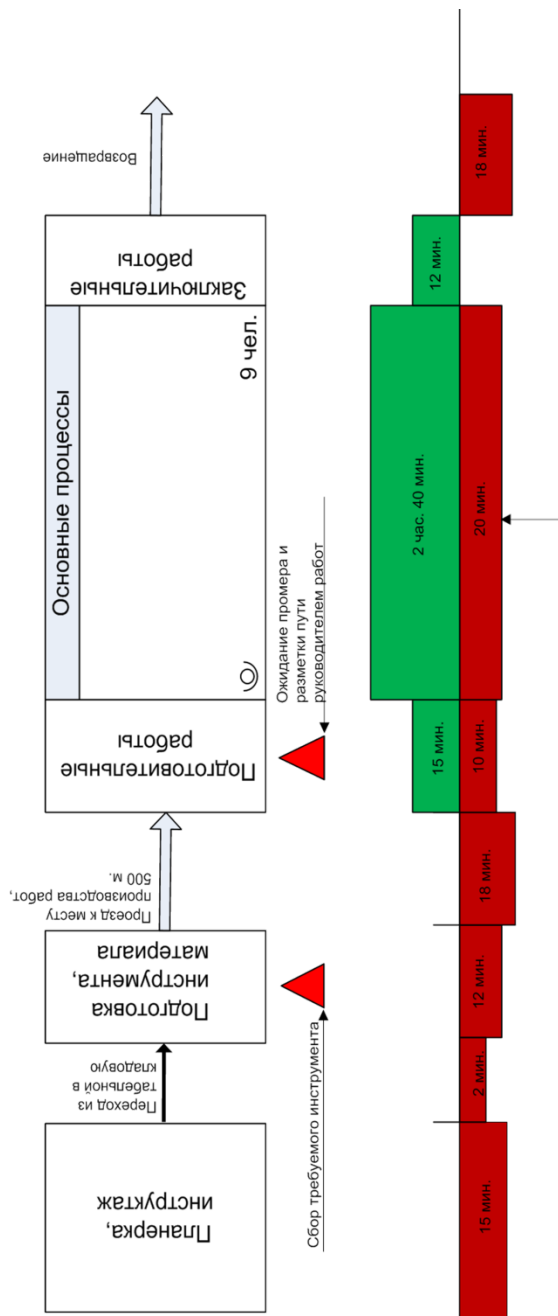 Планерка,
инструктаж
Переход из
табельной в
кладовую
Подготовка
инструмента,
материала
Проезд к месту
производства работ,
500 м.
Подготовительные
работы
Основные процессы
9 чел.
Заключительные
работы
Возвращение
Сбор требуемого инструмента
Ожидание промера и
разметки пути
руководителем работ
15 мин.
2 мин.
12 мин.
18 мин.
15 мин.
10 мин.
2 час. 40 мин.
20 мин.
12 мин.
18 мин.